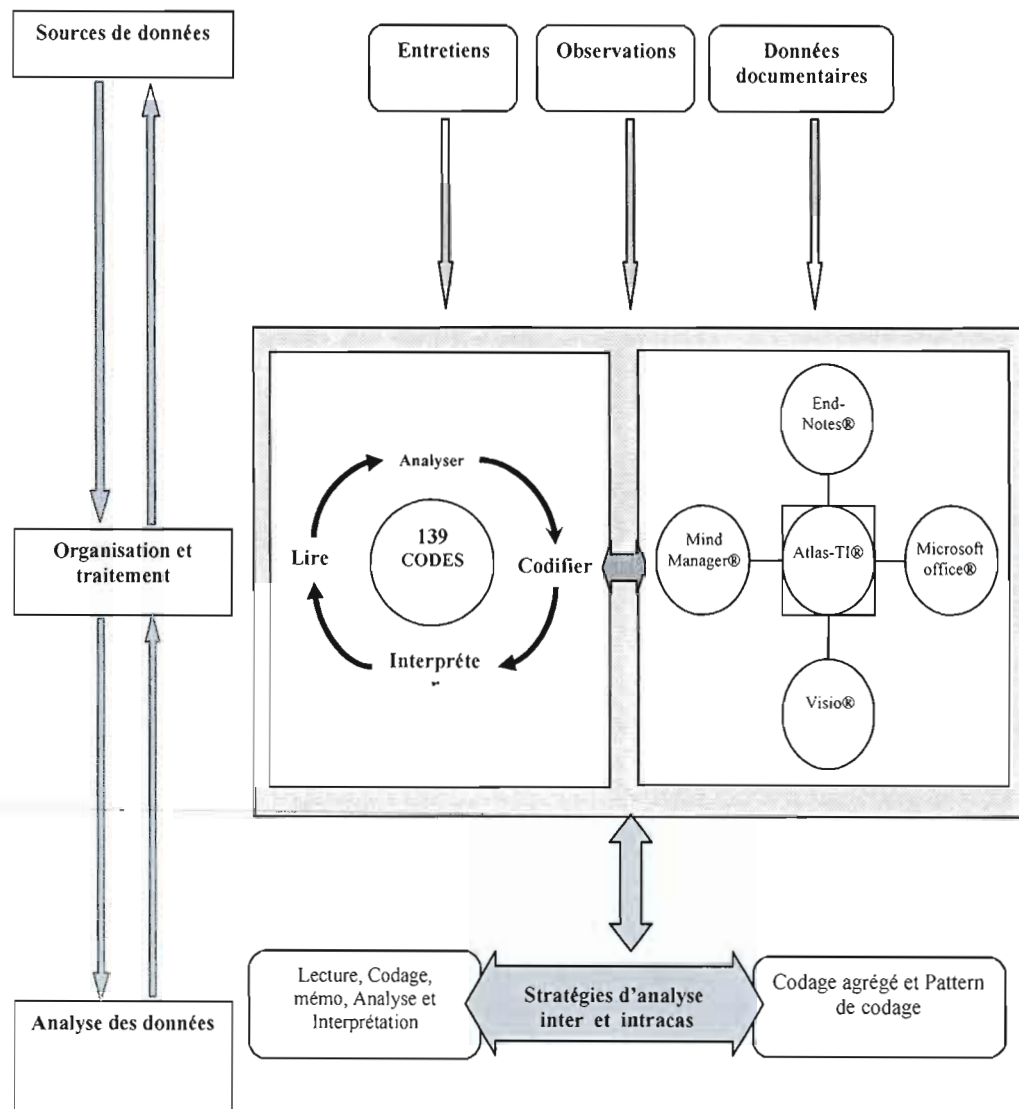 Sources de données
Entretiens
Observations
Données
documentaires
Organisation et
traitement
Analyser
139
CODES
Lire
Codifier
Interpréte
r
End-
Notes®
Mind
Manager®
Atlas-TI®
Microsoft
office®
Visio®
Analyse des données
Lecture, Codage,
mémo, Analyse et
Interprétation
Stratégies d'analyse
inter et intracas
Codage agrégé et Pattern
de codage